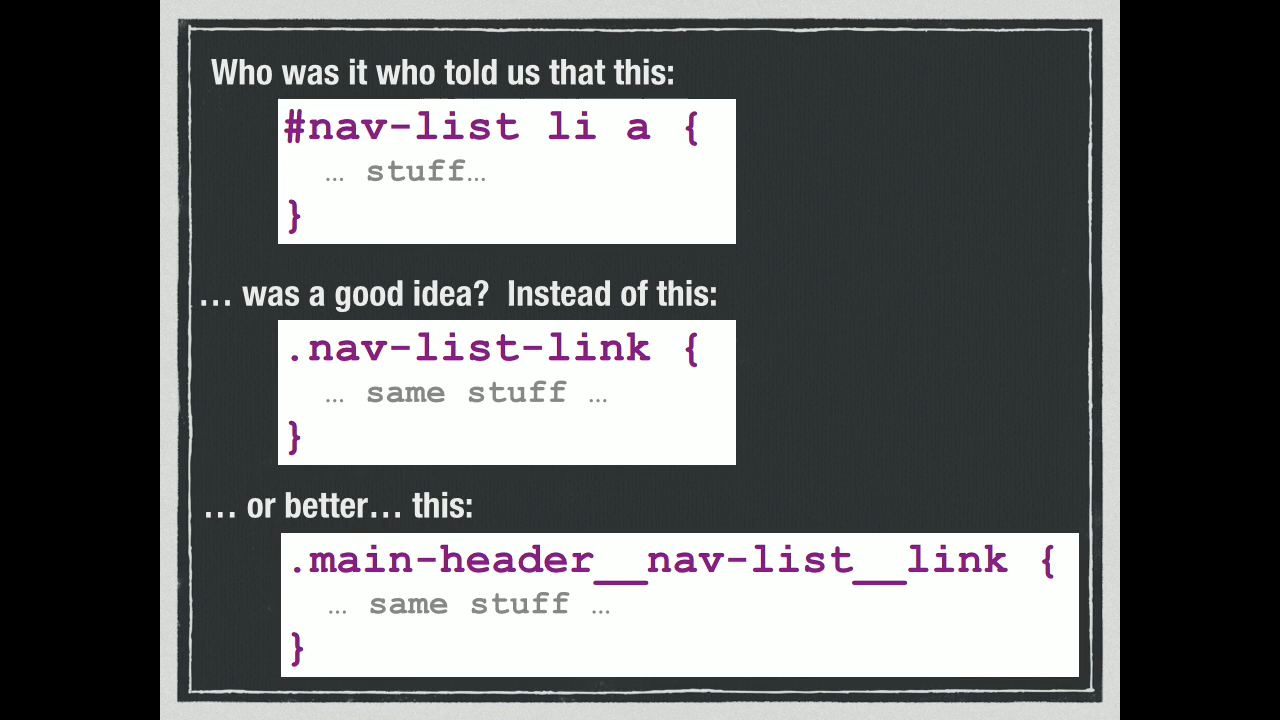 Who was it who told us that this:
#nav-list li a {
… stuff…
}
… was a good idea?  Instead of this:
.nav-list-link {
… same stuff …
}
… or better… this:
.main-header__nav-list__link {
… same stuff …
}